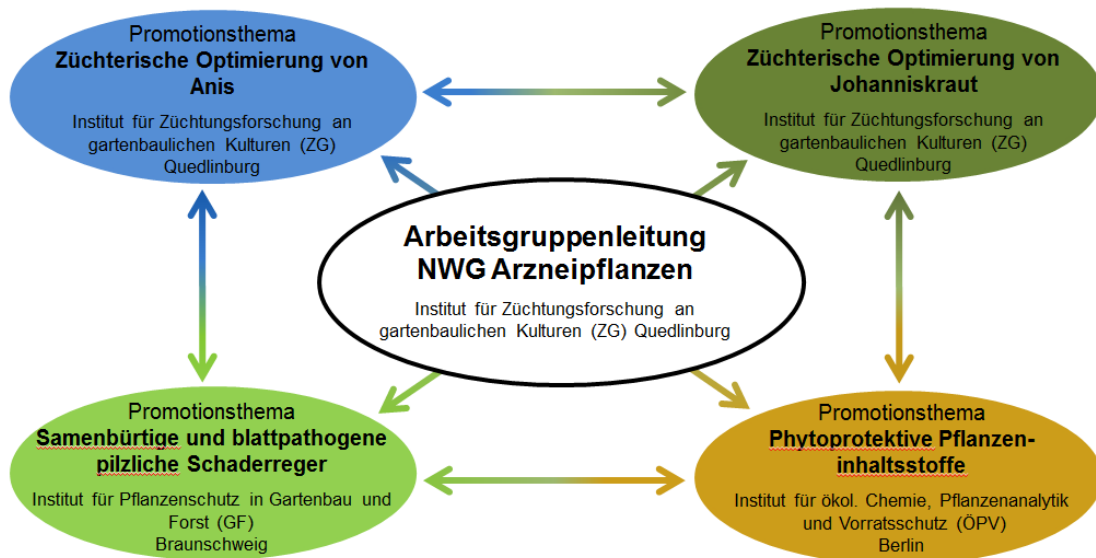 Promotionsthema
Züchterische Optimierung von
Anis
Institut für Züchtungsforschung an
gartenbaulichen Kulturen (ZG)
Quedlinburg
Promotionsthema
Züchterische Optimierung von
Johanniskraut
Institut für Züchtungsforschung an
gartenbaulichen Kulturen (ZG)
Quedlinburg
Arbeitsgruppenleitung
NWG Arzneipflanzen
Institut für Züchtungsforschung an
gartenbaulichen Kulturen (ZG) Quedlinburg
Promotionsthema
Samenbürtige und blattpathogene
pilzliche Schaderreger
Institut für Pflanzenschutz in Gartenbau und
Forst (GF)
Braunschweig
Promotionsthema
Phytoprotektive Pflanzen-
inhaltsstoffe
Institut für ökol. Chemie, Pflanzenanalytik
und Vorratsschutz (ÖPV)
Berlin